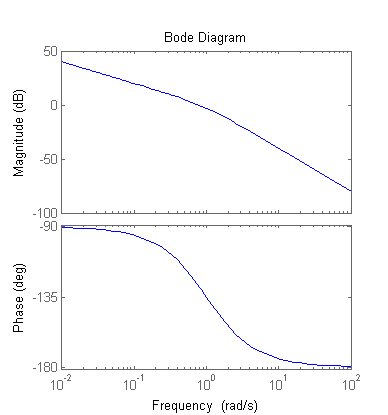 Bode Diagram
50
0
-50
-100
Magnitude (dB)
-90
-135
-180
Phase (deg)
10^-2 10^-1 10^0 10^1 10^2
Frequency (rad/s)